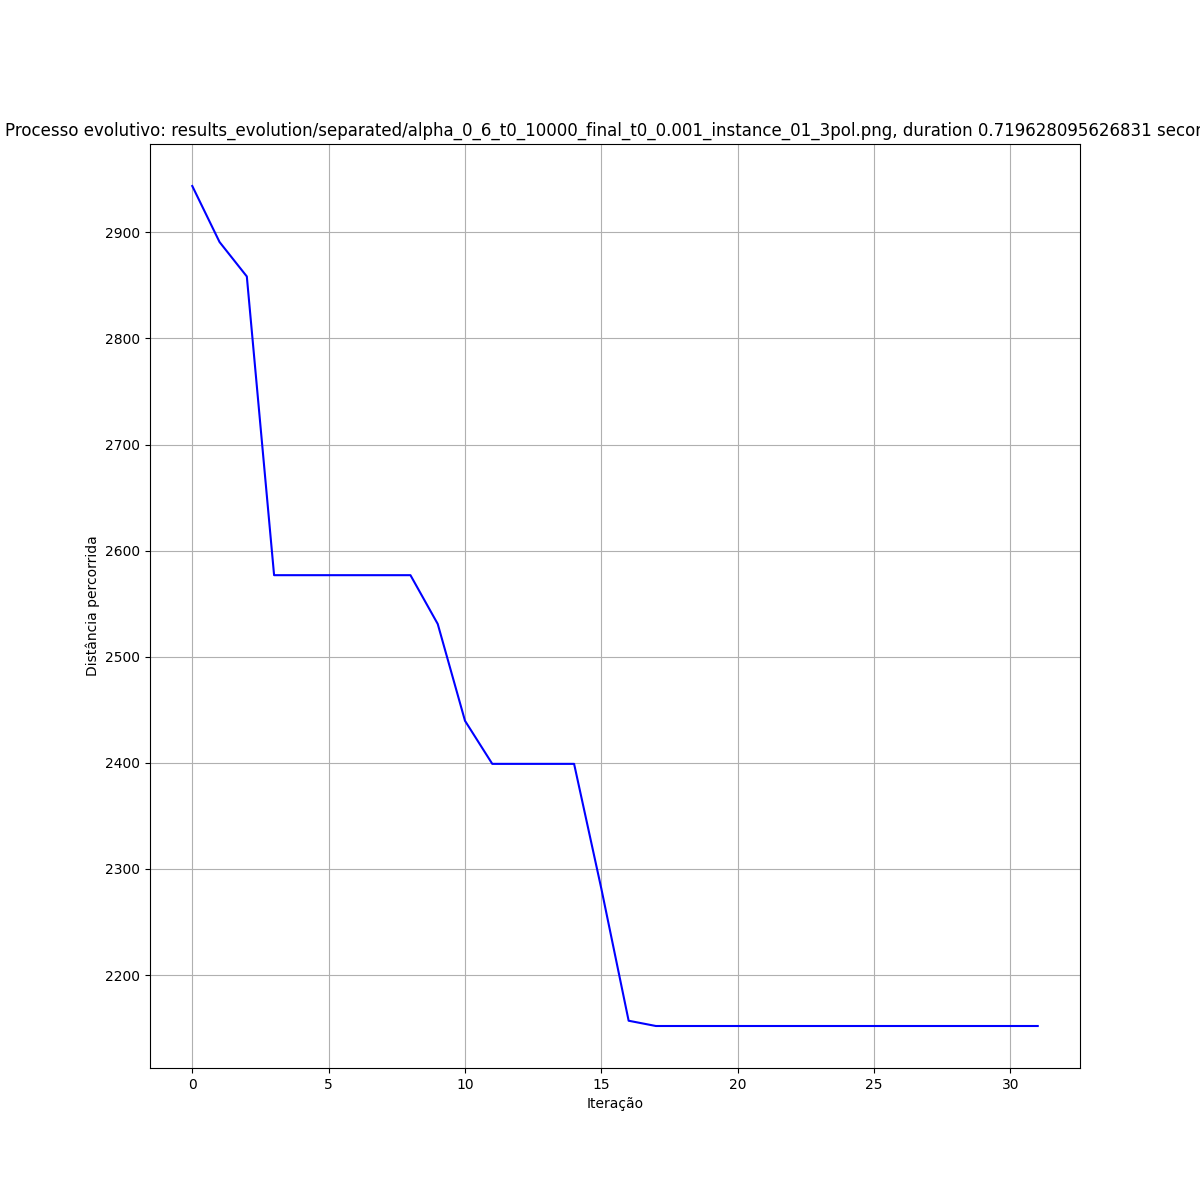 Processo evolutivo: results_evolution/separated/alpha_0_6_t0_10000_final_t0_0.001_instance_01_3pol.png, duration 0.719628095626831
2900
2800
2700
2600
2500
2400
2300
2200
Distância percorrida
0 5 10 15 20 25 30
Iteração